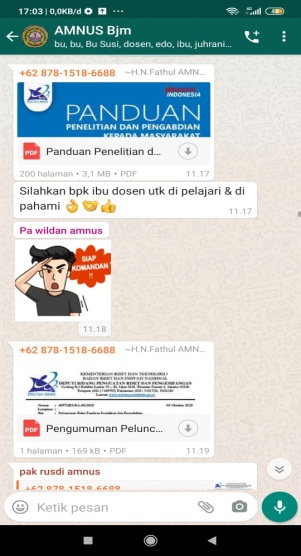 17:03 | 0,0KB/d
AMNUS Bjm
bu, bu, Bu Susi, dosen, edo, ibu, juhrani...
+62 878-1518-6688 ~H.N.Fathul AMN...
INDONESIA
PANDUAN
PENELITIAN DAN PENGABDIAN
KEPADA MASYARAKAT
PDF Panduan Penelitian d...
200 halaman • 3,1 MB • PDF 11.17
Silahkan bpk ibu dosen utk di pelajari & di
pahami 👌🤝👍 11.17
Pa wildan amnus
SIAP
KOMANDAN
11.18
+62 878-1518-6688 ~H.N.Fathul AMN...
KEMENTERIAN RISET DAN TEKNOLOGI /
BADAN RISET DAN INOVASI NASIONAL
DEPUTI BIDANG PENGUATAN RISET DAN PENGEMBANGAN
PDF Pengumuman Pelunc...
1 halaman • 169 kB • PDF 11.19
pak rusdi amnus
+62 878-1518-6688
Ketik pesan